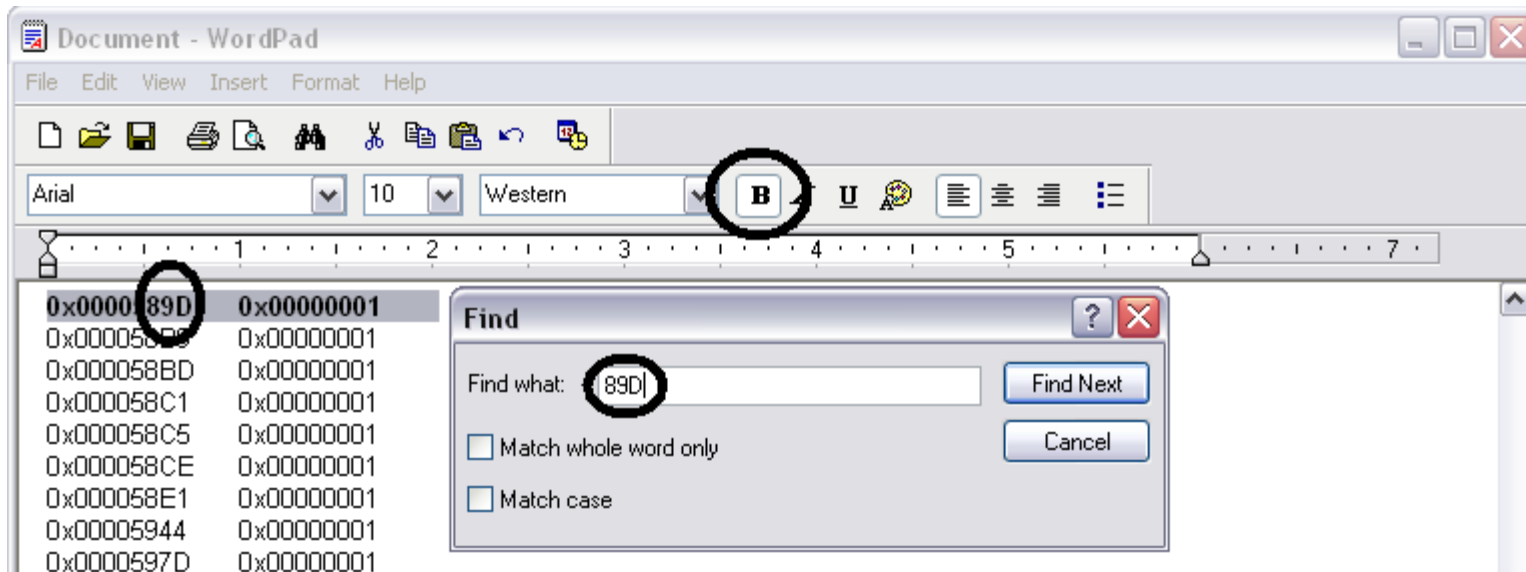 Document - WordPad
File Edit View Insert Format Help
Arial 10 Western B U
1 2 3 4 5 7
89D 0x00000001
0x00000001
0x000058BD 0x00000001
0x000058C1 0x00000001
0x000058C5 0x00000001
0x000058CE 0x00000001
0x000058E1 0x00000001
0x00005944 0x00000001
0x0000597D 0x00000001
Find
Find what: 89D
Find Next
Match whole word only
Cancel
Match case